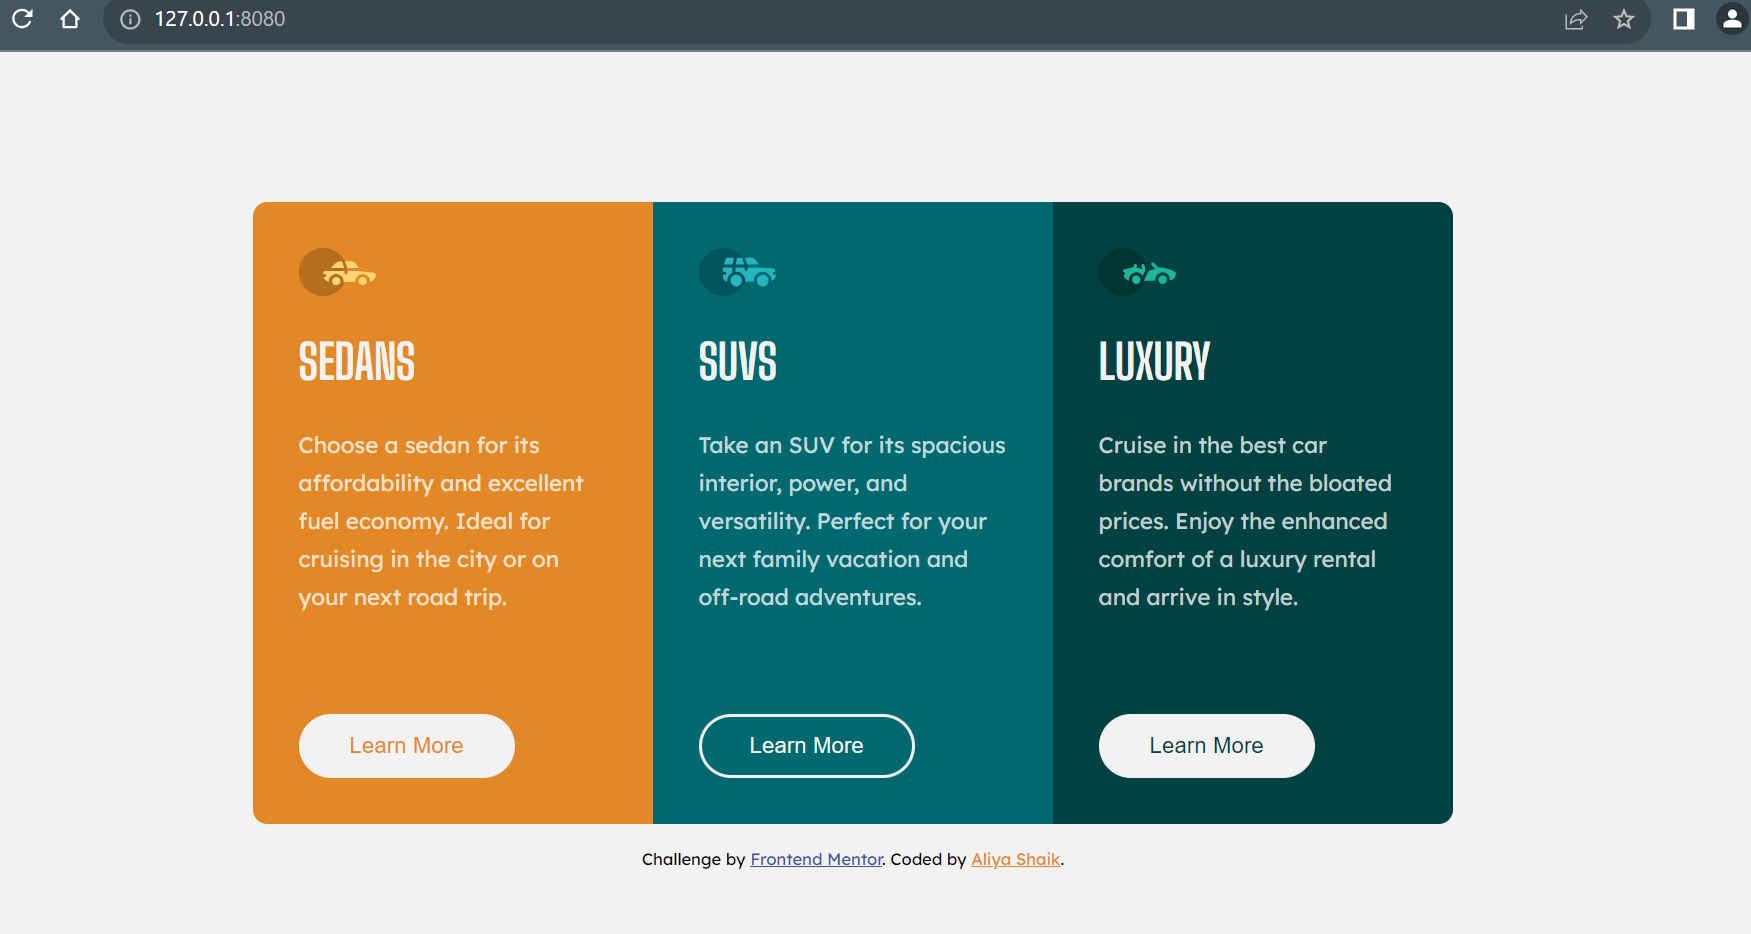 127.0.0.1:8080
SEDANS
Choose a sedan for its
affordability and excellent
fuel economy. Ideal for
cruising in the city or on
your next road trip.
Learn More
SUVS
Take an SUV for its spacious
interior, power, and
versatility. Perfect for your
next family vacation and
off-road adventures.
Learn More
LUXURY
Cruise in the best car
brands without the bloated
prices. Enjoy the enhanced
comfort of a luxury rental
and arrive in style.
Learn More
Challenge by Frontend Mentor. Coded by Aliya Shaik.